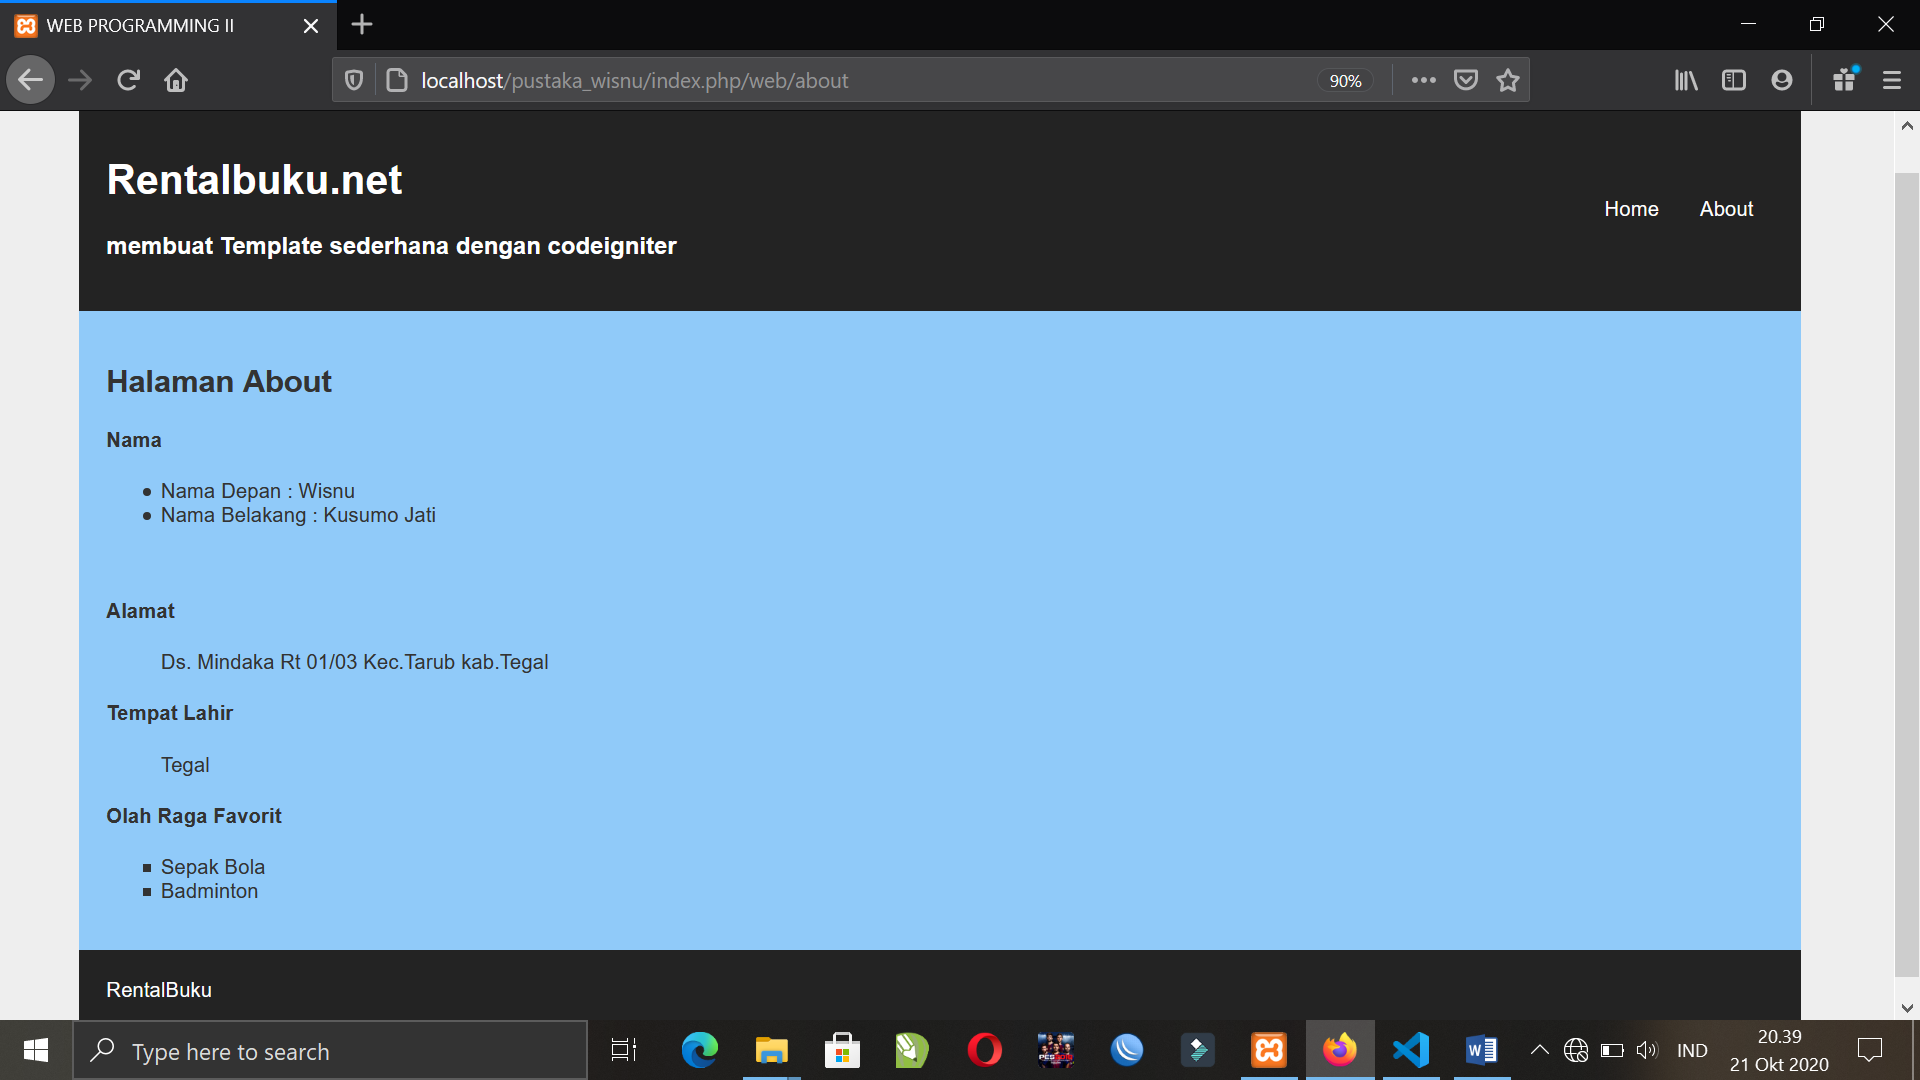 WEB PROGRAMMING II
localhost/pustaka_wisnu/index.php/web/about
90%
Rentalbuku.net
Home About
membuat Template sederhana dengan codeigniter
Halaman About
Nama
Nama Depan : Wisnu
Nama Belakang : Kusumo Jati
Alamat
Ds. Mindaka Rt 01/03 Kec.Tarub kab.Tegal
Tempat Lahir
Tegal
Olah Raga Favorit
Sepak Bola
Badminton
RentalBuku
Type here to search
IND
20.39
21 Okt 2020